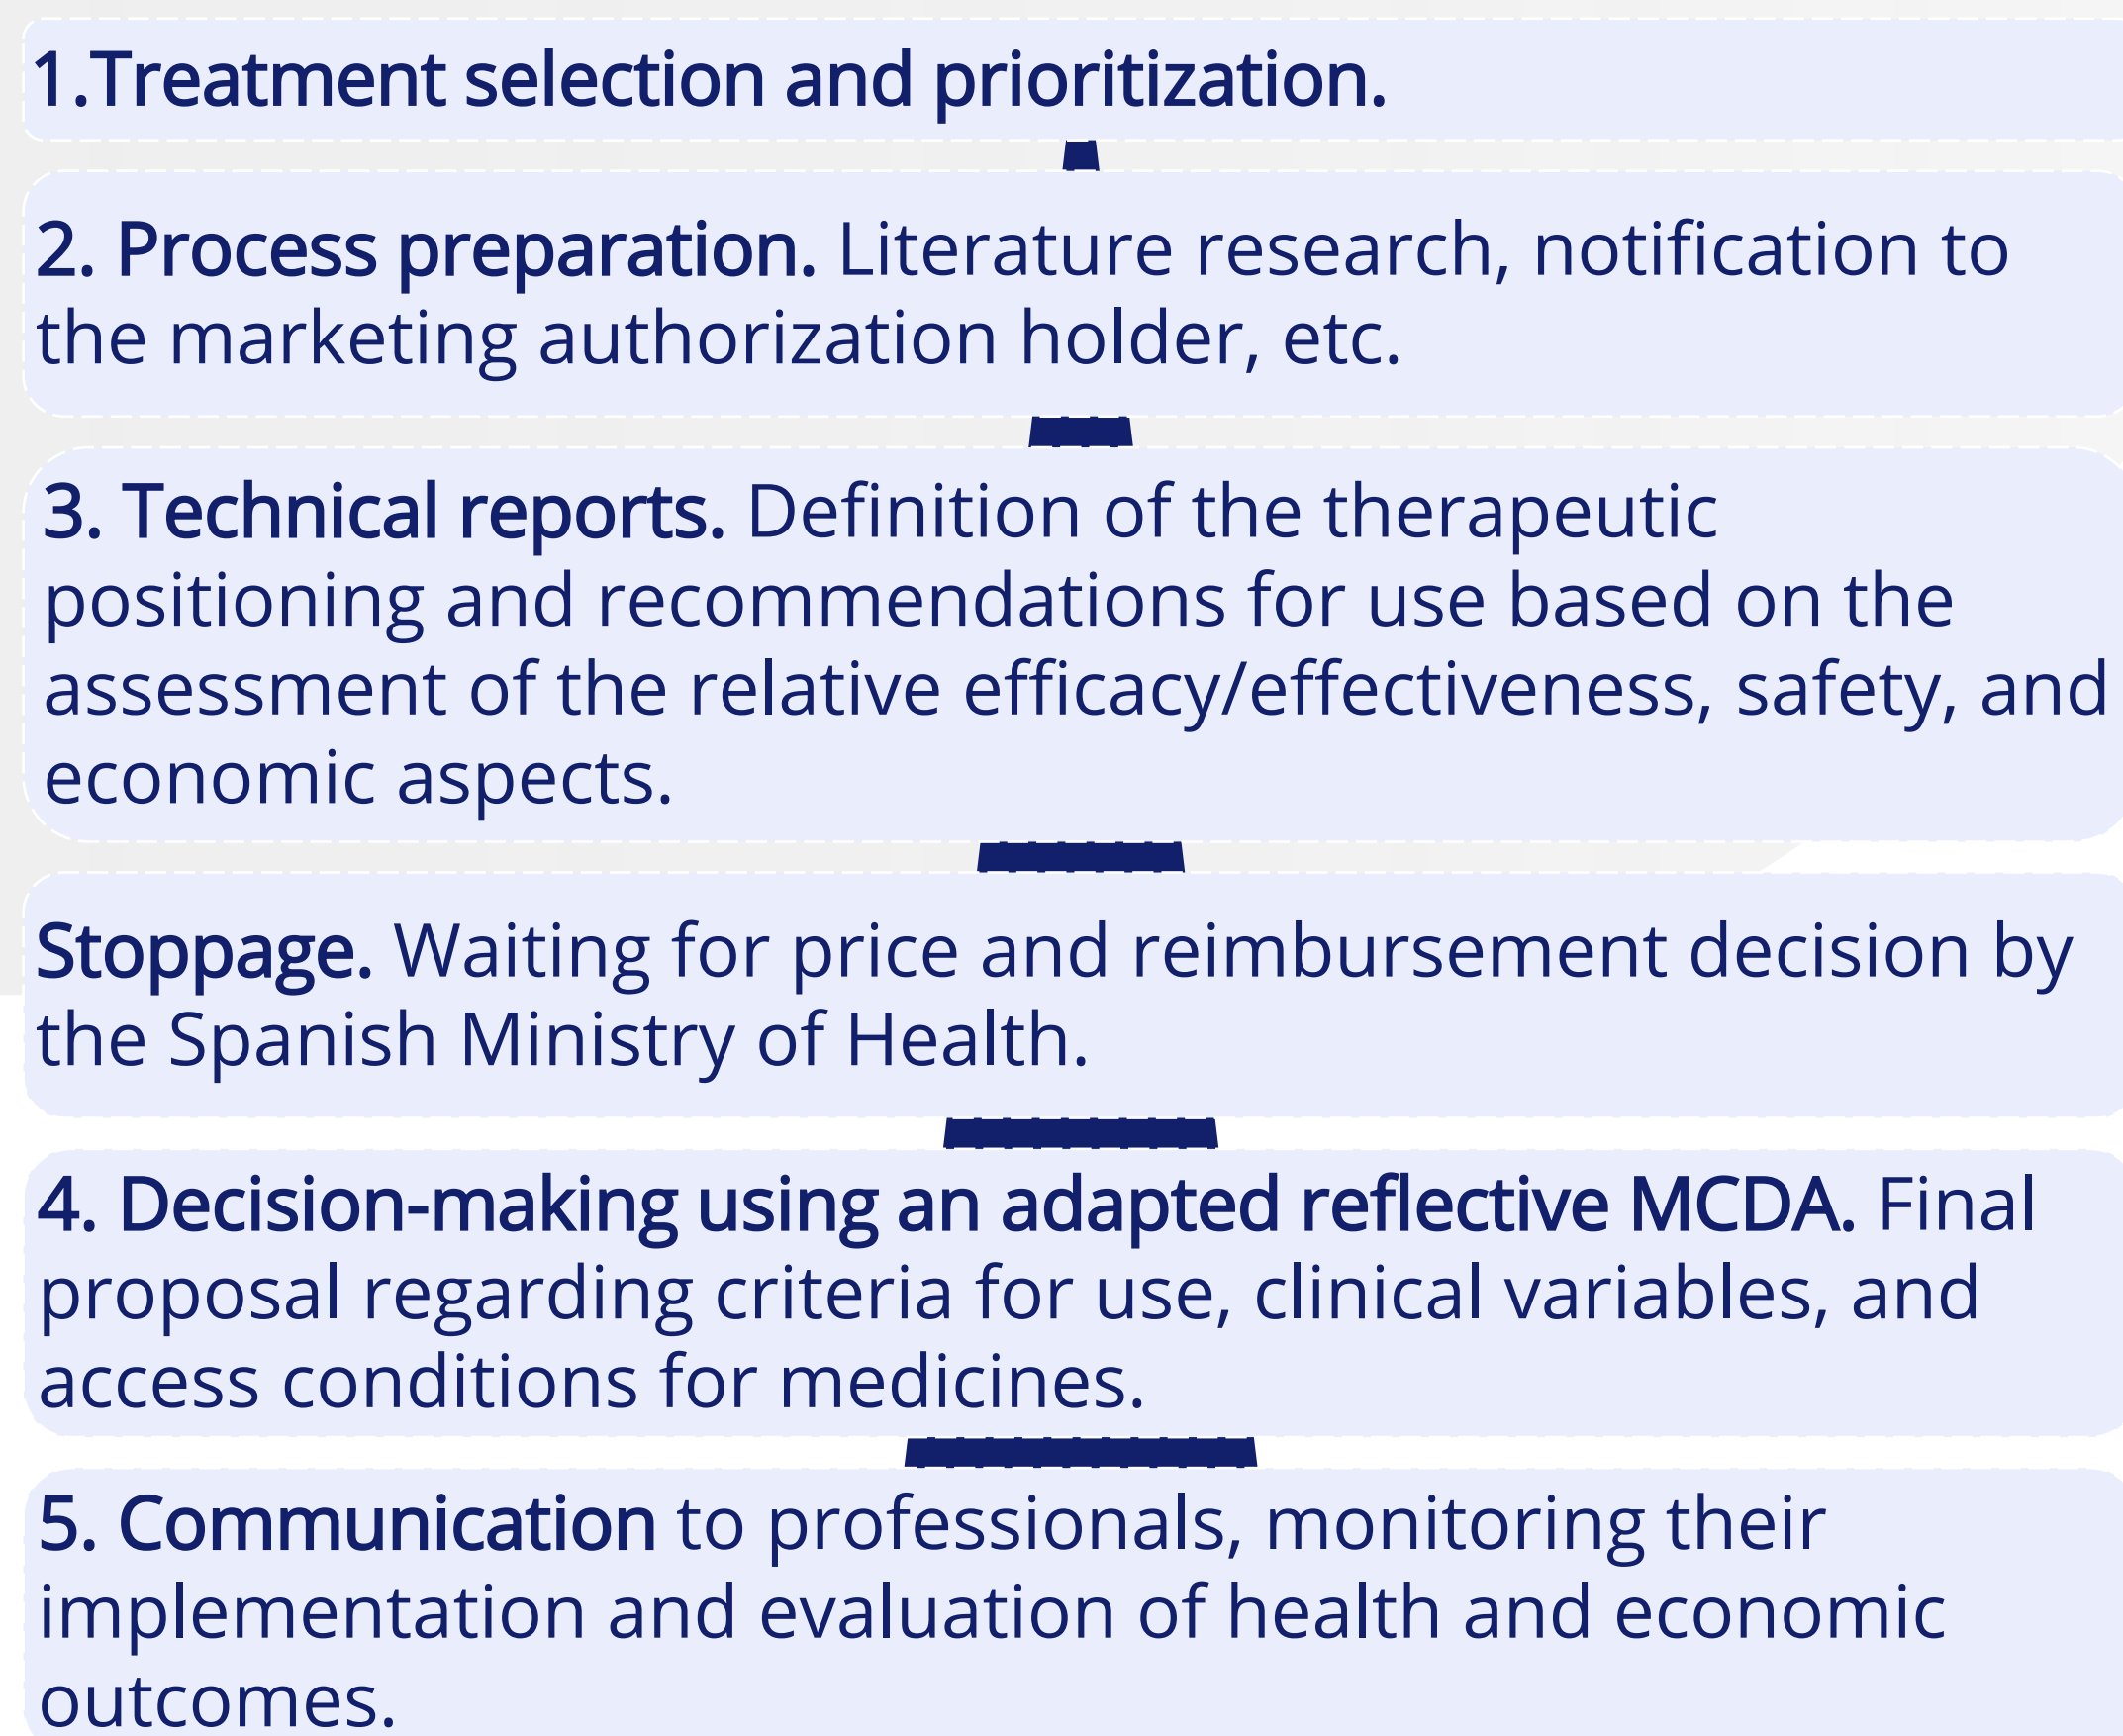 1.Treatment selection and prioritization.
2. Process preparation. Literature research, notification to
the marketing authorization holder, etc.
3. Technical reports. Definition of the therapeutic
positioning and recommendations for use based on the
assessment of the relative efficacy/effectiveness, safety, and
economic aspects.
Stoppage. Waiting for price and reimbursement decision by
the Spanish Ministry of Health.
4. Decision-making using an adapted reflective MCDA. Final
proposal regarding criteria for use, clinical variables, and
access conditions for medicines.
5. Communication to professionals, monitoring their
implementation and evaluation of health and economic
outcomes.